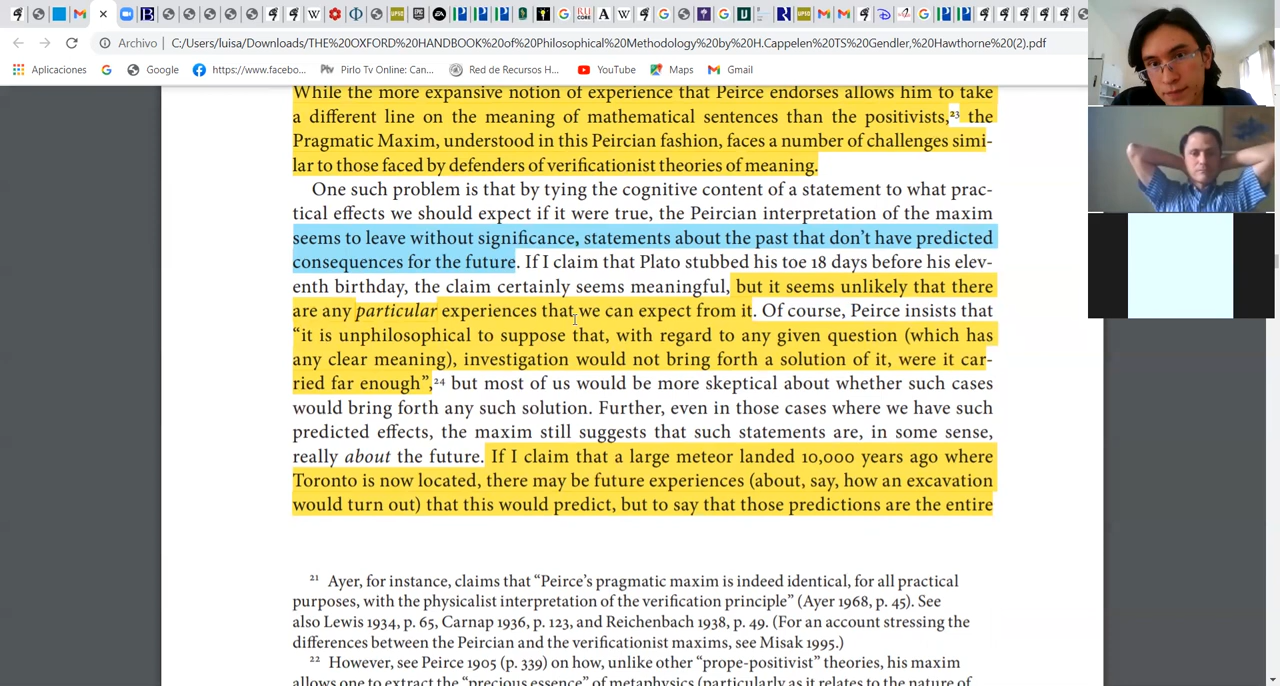 Archivo
C:/Users/luisa/Downloads/THE%20OXFORD%20HANDBOOK%20of%20Philosophical%20Methodology%20by%20H.Cappelen%20TS%20Gendler,%20Hawthorne%20(2).pdf
Aplicaciones
Google
https://www.facebo...
Pirlo Tv Online: Can...
Red de Recursos H...
YouTube
Maps
Gmail
While the more expansive notion of experience that Peirce endorses allows him to take
a different line on the meaning of mathematical sentences than the positivists,²³ the
Pragmatic Maxim, understood in this Peircian fashion, faces a number of challenges simi-
lar to those faced by defenders of verificationist theories of meaning.
One such problem is that by tying the cognitive content of a statement to what prac-
tical effects we should expect if it were true, the Peircian interpretation of the maxim
seems to leave without significance, statements about the past that don’t have predicted
consequences for the future. If I claim that Plato stubbed his toe 18 days before his elev-
enth birthday, the claim certainly seems meaningful, but it seems unlikely that there
are any particular experiences that we can expect from it. Of course, Peirce insists that
“it is unphilosophical to suppose that, with regard to any given question (which has
any clear meaning), investigation would not bring forth a solution of it, were it car-
ried far enough”,²⁴ but most of us would be more skeptical about whether such cases
would bring forth any such solution. Further, even in those cases where we have such
predicted effects, the maxim still suggests that such statements are, in some sense,
really about the future. If I claim that a large meteor landed 10,000 years ago where
Toronto is now located, there may be future experiences (about, say, how an excavation
would turn out) that this would predict, but to say that those predictions are the entire
²¹ Ayer, for instance, claims that “Peirce’s pragmatic maxim is indeed identical, for all practical
purposes, with the physicalist interpretation of the verification principle” (Ayer 1968, p. 45). See
also Lewis 1934, p. 65, Carnap 1936, p. 123, and Reichenbach 1938, p. 49. (For an account stressing the
differences between the Peircian and the verificationist maxims, see Misak 1995.)
²² However, see Peirce 1905 (p. 339) on how, unlike other “prope-positivist” theories, his maxim
allows one to extract the “precious essence” of metaphysics (particularly as it relates to the nature of